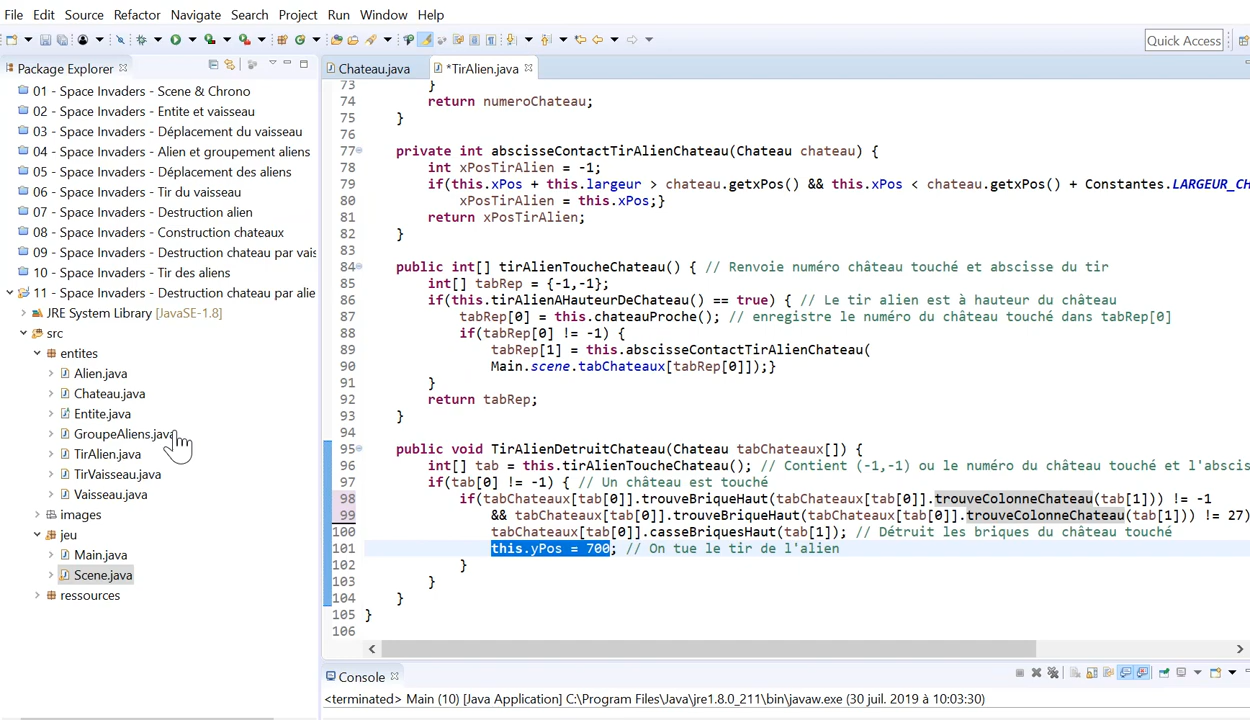 File Edit Source Refactor Navigate Search Project Run Window Help
Quick Access
Package Explorer
Chateau.java *TirAlien.java
01 - Space Invaders - Scene & Chrono
02 - Space Invaders - Entite et vaisseau
03 - Space Invaders - Déplacement du vaisseau
04 - Space Invaders - Alien et groupement aliens
05 - Space Invaders - Déplacement des aliens
06 - Space Invaders - Tir du vaisseau
07 - Space Invaders - Destruction alien
08 - Space Invaders - Construction chateaux
09 - Space Invaders - Destruction chateau par vais
10 - Space Invaders - Tir des aliens
11 - Space Invaders - Destruction chateau par alie
JRE System Library [JavaSE-1.8]
src
entites
Alien.java
Chateau.java
Entite.java
GroupeAliens.java
TirAlien.java
TirVaisseau.java
Vaisseau.java
images
jeu
Main.java
Scene.java
ressources
73 }
74 return numeroChateau;
75 }
76
77 private int abscisseContactTirAlienChateau(Chateau chateau) {
78 int xPosTirAlien = -1;
79 if(this.xPos + this.largeur > chateau.getxPos() && this.xPos < chateau.getxPos() + Constantes.LARGEUR_CH
80 xPosTirAlien = this.xPos;}
81 return xPosTirAlien;
82 }
83
84 public int[] tirAlienToucheChateau() { // Renvoie numéro château touché et abscisse du tir
85 int[] tabRep = {-1,-1};
86 if(this.tirAlienAHauteurDeChateau() == true) { // Le tir alien est à hauteur du château
87 tabRep[0] = this.chateauProche(); // enregistre le numéro du château touché dans tabRep[0]
88 if(tabRep[0] != -1) {
89 tabRep[1] = this.abscisseContactTirAlienChateau(
90 Main.scene.tabChateaux[tabRep[0]]);}
91 }
92 return tabRep;
93 }
94
95 public void TirAlienDetruitChateau(Chateau tabChateaux[]) {
96 int[] tab = this.tirAlienToucheChateau(); // Contient (-1,-1) ou le numéro du château touché et l'abscis
97 if(tab[0] != -1) { // Un château est touché
98 if(tabChateaux[tab[0]].trouveBriqueHaut(tabChateaux[tab[0]].trouveColonneChateau(tab[1])) != -1
99 && tabChateaux[tab[0]].trouveBriqueHaut(tabChateaux[tab[0]].trouveColonneChateau(tab[1])) != 27)
100 tabChateaux[tab[0]].casseBriquesHaut(tab[1]); // Détruit les briques du château touché
101 this.yPos = 700; // On tue le tir de l'alien
102 }
103 }
104 }
105 }
106
Console
<terminated> Main (10) [Java Application] C:\Program Files\Java\jre1.8.0_211\bin\javaw.exe (30 juil. 2019 à 10:03:30)